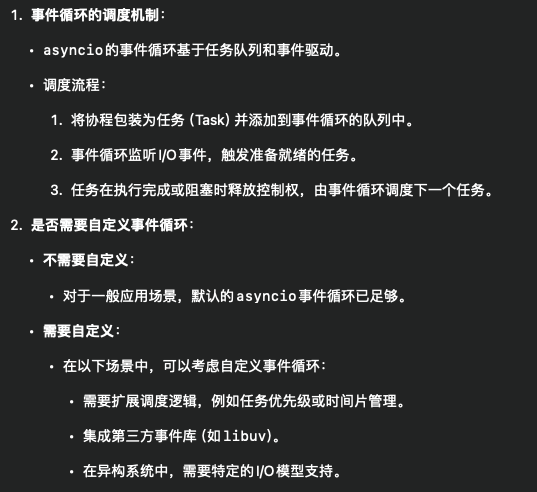 1. 事件循环的调度机制：
• asyncio的事件循环基于任务队列和事件驱动。
• 调度流程：
1. 将协程包装为任务（Task）并添加到事件循环的队列中。
2. 事件循环监听I/O事件，触发准备就绪的任务。
3. 任务在执行完成或阻塞时释放控制权，由事件循环调度下一个任务。
2. 是否需要自定义事件循环：
• 不需要自定义：
• 对于一般应用场景，默认的asyncio事件循环已足够。
• 需要自定义：
• 在以下场景中，可以考虑自定义事件循环：
• 需要扩展调度逻辑，例如任务优先级或时间片管理。
• 集成第三方事件库（如libuv）。
• 在异构系统中，需要特定的I/O模型支持。